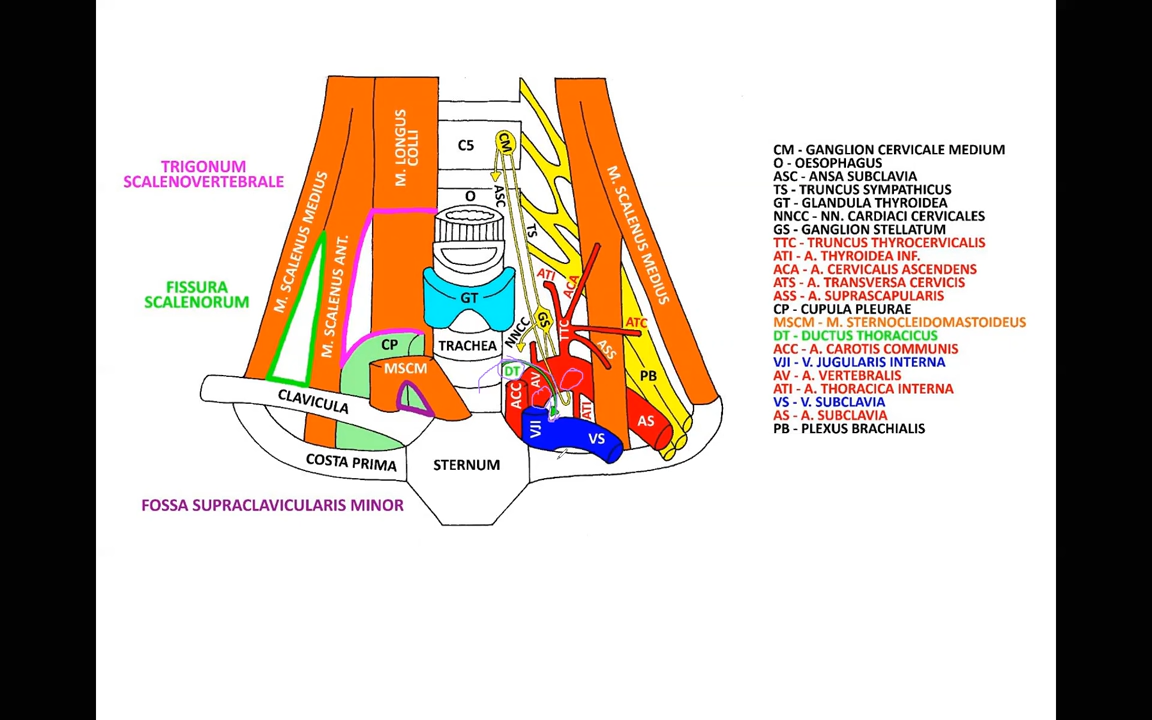 TRIGONUM
SCALENOVERTEBRALE
FISSURA
SCALENORUM
FOSSA SUPRACLAVICULARIS MINOR
M. SCALENUS MEDIUS
M. SCALENUS ANT.
M. LONGUS
COLLI
C5
CM
ASC
O
TS
M. SCALENUS MEDIUS
GT
ATI
ACA
NNCC
GS
TTC
ATC
ASS
CP
TRACHEA
MSCM
DT
AV
PB
ACC
ATI
CLAVICULA
VJI
VS
AS
COSTA PRIMA
STERNUM
CM - GANGLION CERVICALE MEDIUM
O - OESOPHAGUS
ASC - ANSA SUBCLAVIA
TS - TRUNCUS SYMPATHICUS
GT - GLANDULA THYROIDEA
NNCC - NN. CARDIACI CERVICALES
GS - GANGLION STELLATUM
TTC - TRUNCUS THYROCERVICALIS
ATI - A. THYROIDEA INF.
ACA - A. CERVICALIS ASCENDENS
ATS - A. TRANSVERSA CERVICIS
ASS - A. SUPRASCAPULARIS
CP - CUPULA PLEURAE
MSCM - M. STERNOCLEIDOMASTOIDEUS
DT - DUCTUS THORACICUS
ACC - A. CAROTIS COMMUNIS
VJI - V. JUGULARIS INTERNA
AV - A. VERTEBRALIS
ATI - A. THORACICA INTERNA
VS - V. SUBCLAVIA
AS - A. SUBCLAVIA
PB - PLEXUS BRACHIALIS